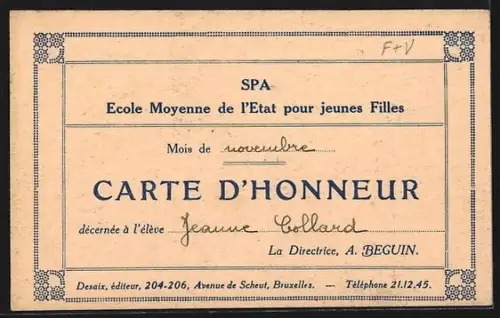 F+V
SPA
Ecole Moyenne de l'Etat pour jeunes Filles
Mois de novembre
CARTE D'HONNEUR
décernée à l'élève Jeanne Collard
La Directrice, A. BEGUIN.
Desaix, éditeur, 204-206, Avenue de Scheut, Bruxelles. — Téléphone 21.12.45.